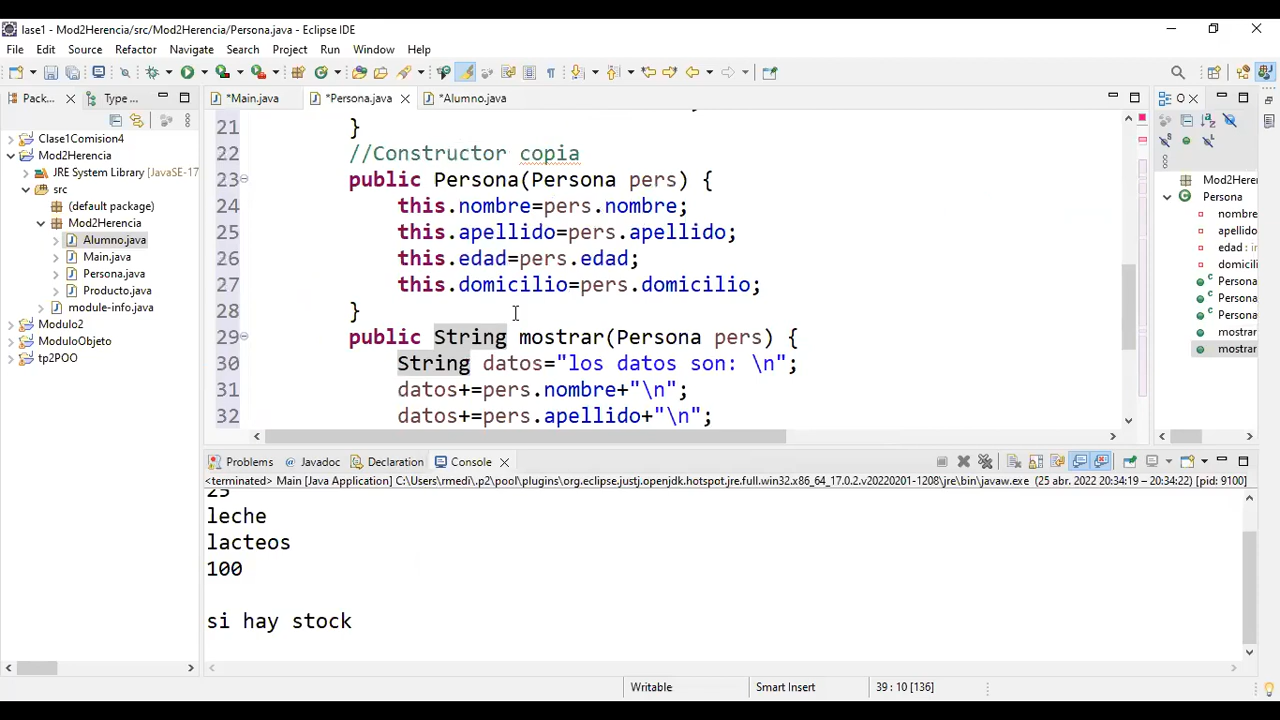 lase1 - Mod2Herencia/src/Mod2Herencia/Persona.java - Eclipse IDE
File Edit Source Refactor Navigate Search Project Run Window Help
Pack... Type ... *Main.java *Persona.java *Alumno.java
Clase1Comision4
Mod2Herencia
JRE System Library [JavaSE-17
src
(default package)
Mod2Herencia
Alumno.java
Main.java
Persona.java
Producto.java
module-info.java
Modulo2
ModuloObjeto
tp2POO
21 }
22 //Constructor copia
23 public Persona(Persona pers) {
24 this.nombre=pers.nombre;
25 this.apellido=pers.apellido;
26 this.edad=pers.edad;
27 this.domicilio=pers.domicilio;
28 }
29 public String mostrar(Persona pers) {
30 String datos="los datos son: \n";
31 datos+=pers.nombre+"\n";
32 datos+=pers.apellido+"\n";
O
Mod2Here
Persona
nombre
apellido
edad : in
domicili
Persona
Persona
Persona
mostrar
mostrar
Problems Javadoc Declaration Console
<terminated> Main [Java Application] C:\Users\rmedi\.p2\pool\plugins\org.eclipse.justj.openjdk.hotspot.jre.full.win32.x86_64_17.0.2.v20220201-1208\jre\bin\javaw.exe (25 abr. 2022 20:34:19 – 20:34:22) [pid: 9100]
25
leche
lacteos
100
si hay stock
Writable Smart Insert 39 : 10 [136]